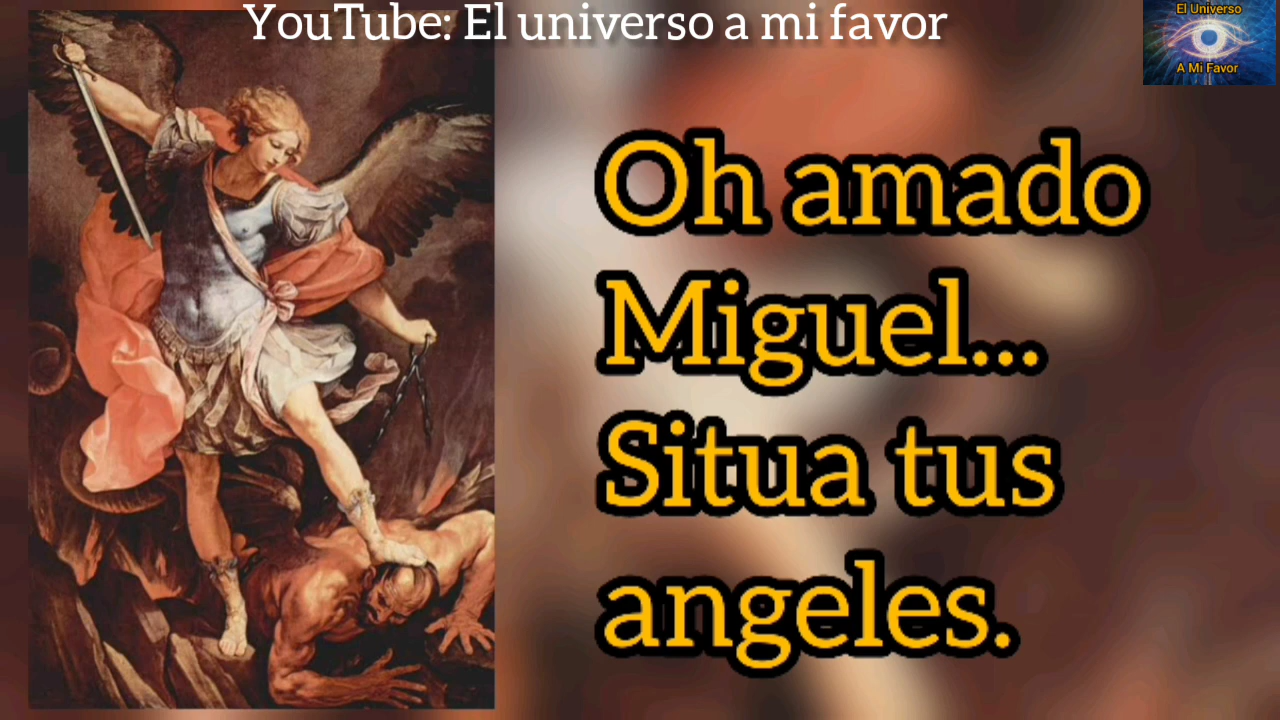 YouTube: El universo a mi favor
El Universo
A Mi Favor
Oh amado
Miguel...
Situa tus
angeles.